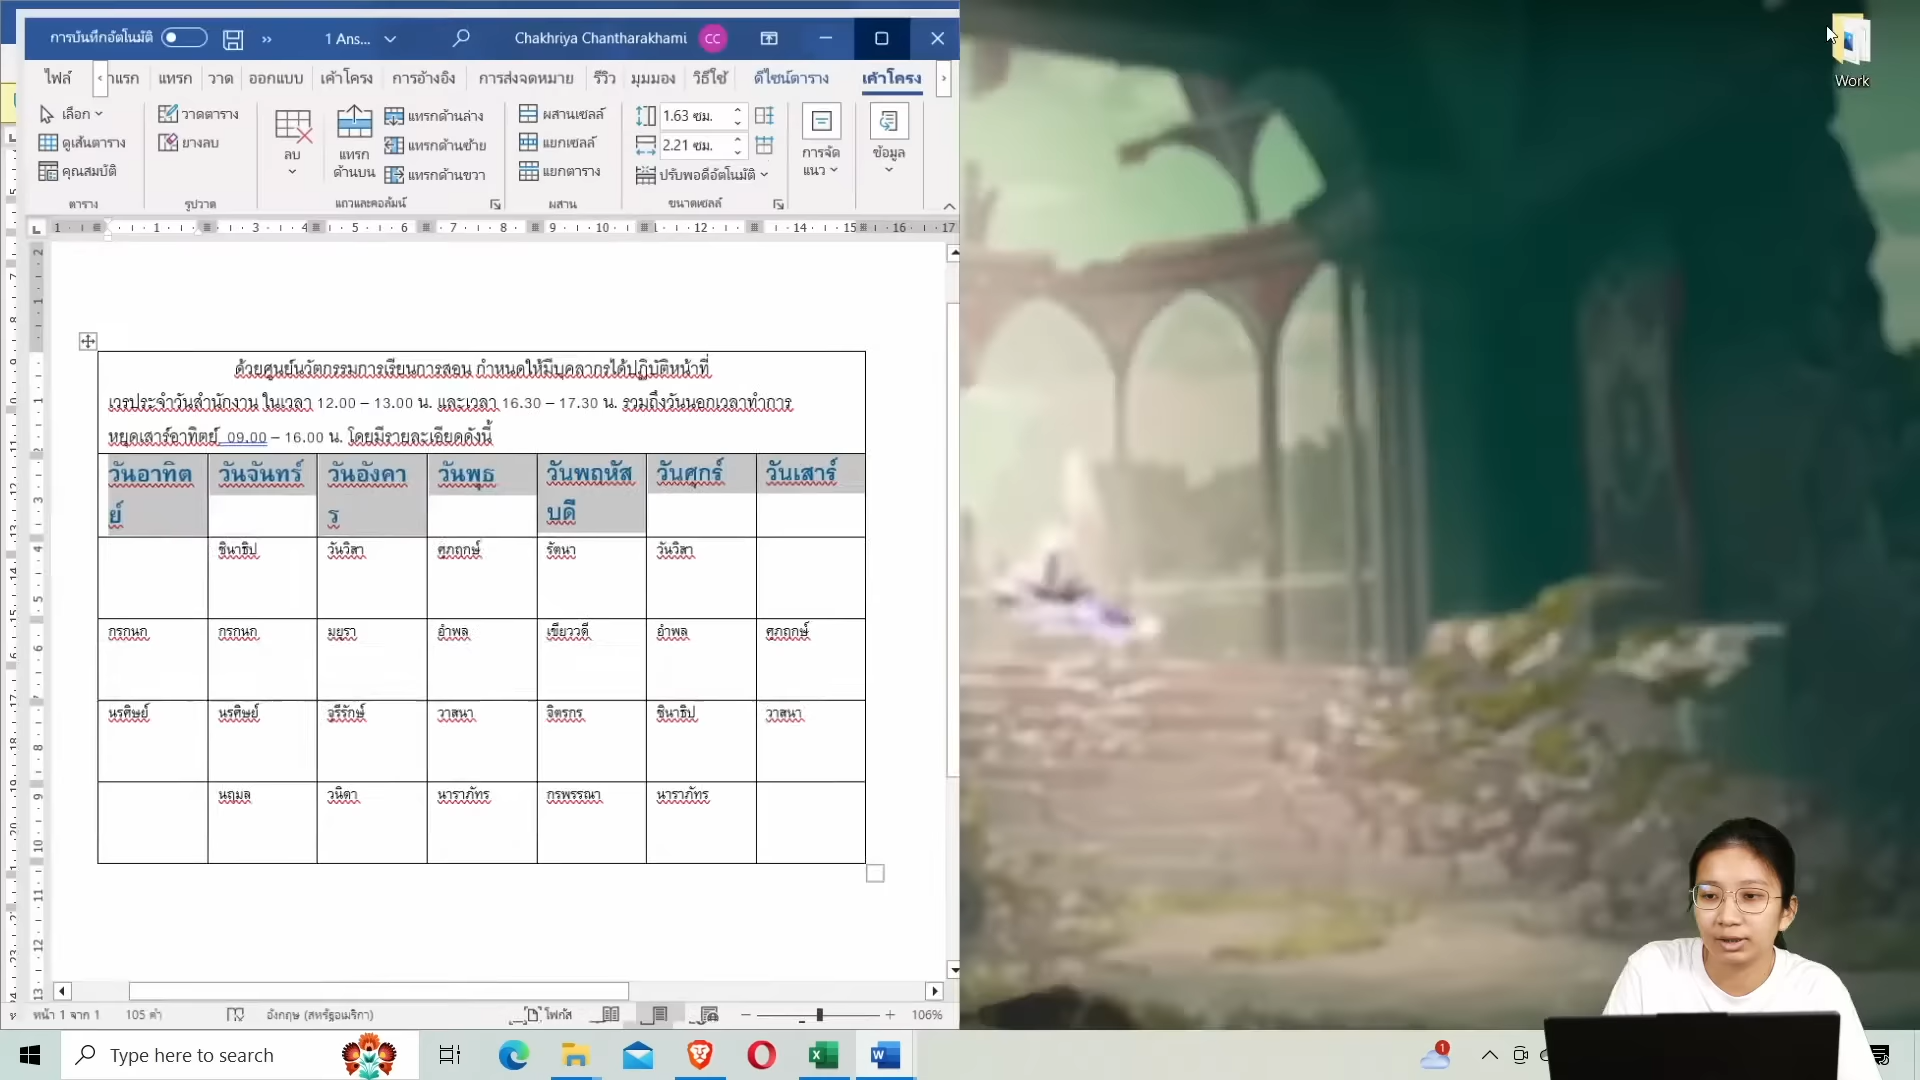 การบันทึกอัตโนมัติ
1 Ans...
Chakhriya Chantharakhami
CC
Work
ไฟล์
แทรก
วาด
ออกแบบ
เค้าโครง
การอ้างอิง
การส่งจดหมาย
รีวิว
มุมมอง
วิธีใช้
ดีไซน์ตาราง
เค้าโครง
เลือก
ดูเส้นตาราง
คุณสมบัติ
ตาราง
วาดตาราง
ยางลบ
รูปวาด
ลบ
แทรก
ด้านบน
แทรกด้านล่าง
แทรกด้านซ้าย
แทรกด้านขวา
แถวและคอลัมน์
ผสานเซลล์
แยกเซลล์
แยกตาราง
ผสาน
1.63 ซม.
2.21 ซม.
ปรับพอดีอัตโนมัติ
ขนาดเซลล์
การจัด
แนว
ข้อมูล
ด้วยศูนย์นวัตกรรมการเรียนการสอน กำหนดให้มีบุคลากรได้ปฏิบัติหน้าที่
เวรประจำวันสำนักงาน ในเวลา 12.00 – 13.00 น. และเวลา 16.30 – 17.30 น. รวมถึงวันนอกเวลาทำการ
หยุดเสาร์อาทิตย์ 09.00 – 16.00 น. โดยมีรายละเอียดดังนี้
วันอาทิตย์ วันจันทร์ วันอังคาร วันพุธ วันพฤหัสบดี วันศุกร์ วันเสาร์
ชินาธิป วันวิสา ศุภฤกษ์ รัตนา วันวิสา
กรกนก กรกนก มยุรา อำพล เขียววดี อำพล ศุภฤกษ์
นรศิษย์ นรศิษย์ จุรีรักษ์ วาสนา จิตรกร ชินาธิป วาสนา
นฤมล วนิดา นาราภัทร กรพรรณา นาราภัทร
หน้า 1 จาก 1
105 คำ
อังกฤษ (สหรัฐอเมริกา)
โฟกัส
106%
Type here to search
1